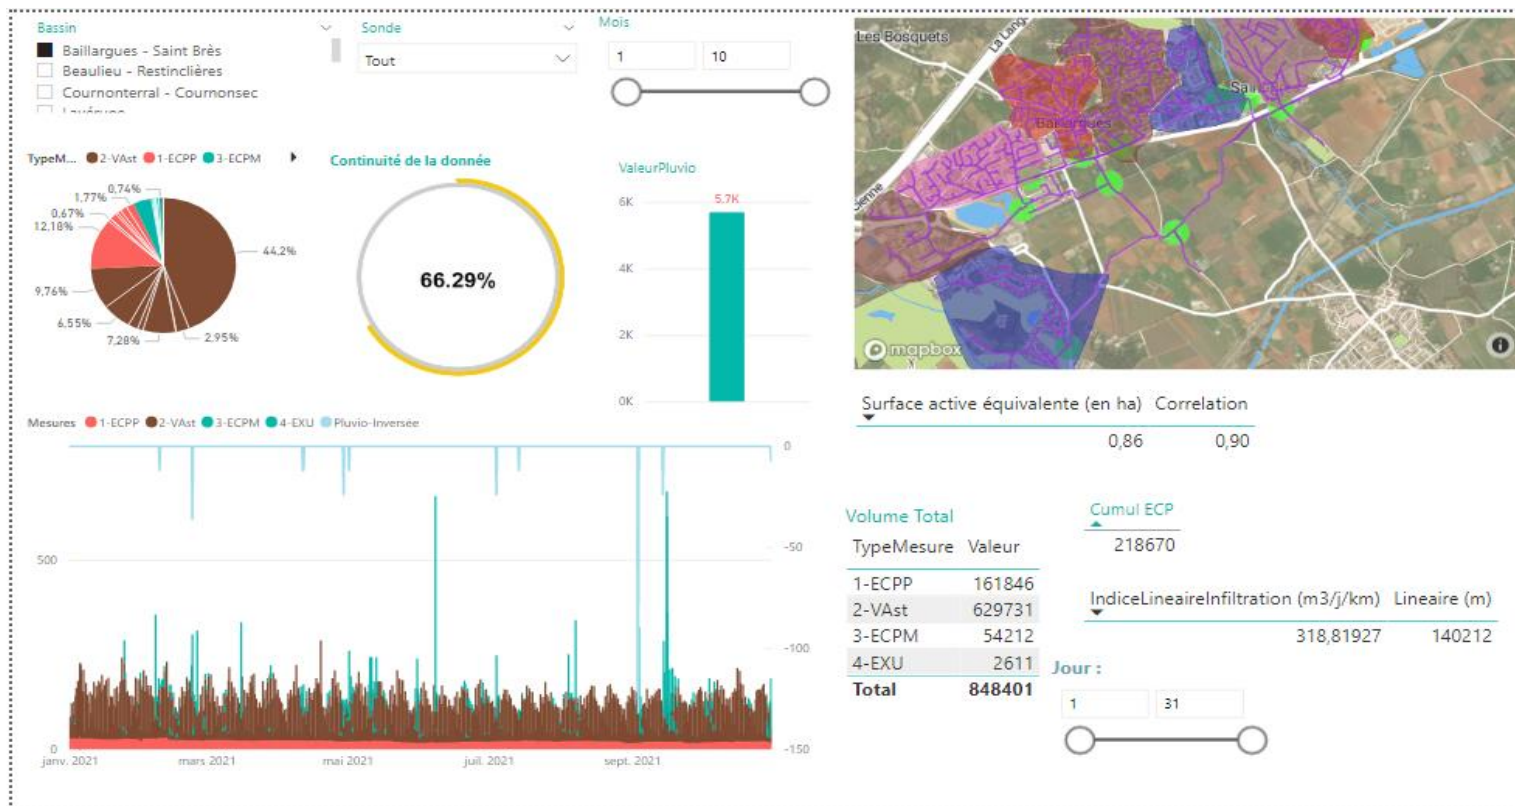 Bassin
Baillargues - Saint Brès
Beaulieu - Restinclières
Cournonterral - Cournonsec
Sonde
Tout
Mois
1 10
TypeM... 2-VAst 1-ECPP 3-ECPM
0,74%
1,77%
0,67%
12,18%
44,2%
9,76%
6,55%
7,28%
2,95%
Continuité de la donnée
66.29%
ValeurPluvio
6K
5.7K
4K
2K
0K
Les Bosquets
La Lang
Baillargues
Sai
ienne
mapbox
Surface active équivalente (en ha) Correlation
0,86 0,90
Mesures 1-ECPP 2-VAst 3-ECPM 4-EXU Pluvio-Inversée
0
500
-50
-100
0
-150
janv. 2021 mars 2021 mai 2021 juil. 2021 sept. 2021
Volume Total
TypeMesure Valeur
1-ECPP 161846
2-VAst 629731
3-ECPM 54212
4-EXU 2611
Total 848401
Cumul ECP
218670
IndiceLineaireInfiltration (m3/j/km) Lineaire (m)
318,81927 140212
Jour :
1 31